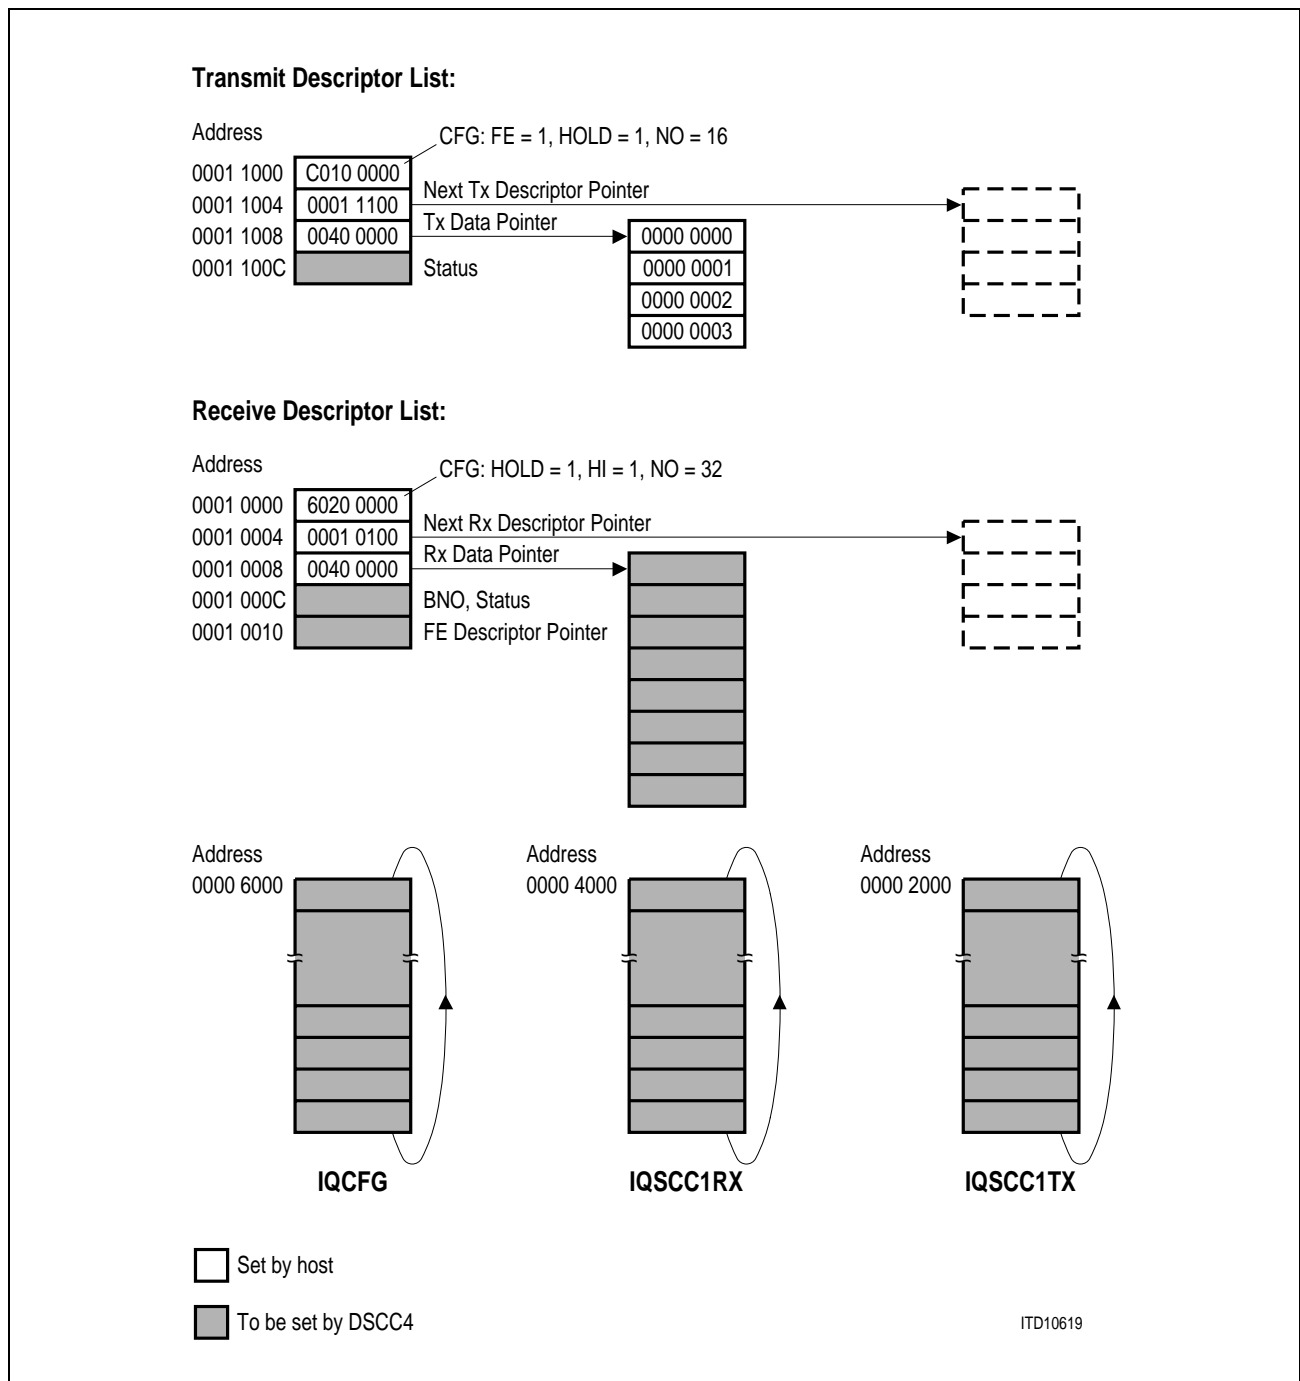 Transmit Descriptor List:
Address
CFG: FE = 1, HOLD = 1, NO = 16
0001 1000 C010 0000
0001 1004 0001 1100 Next Tx Descriptor Pointer
0001 1008 0040 0000 Tx Data Pointer 0000 0000
0001 100C Status 0000 0001
0000 0002
0000 0003
Receive Descriptor List:
Address
CFG: HOLD = 1, HI = 1, NO = 32
0001 0000 6020 0000
0001 0004 0001 0100 Next Rx Descriptor Pointer
0001 0008 0040 0000 Rx Data Pointer
0001 000C BNO, Status
0001 0010 FE Descriptor Pointer
Address Address Address
0000 6000 0000 4000 0000 2000
IQCFG IQSCC1RX IQSCC1TX
Set by host
To be set by DSCC4
ITD10619